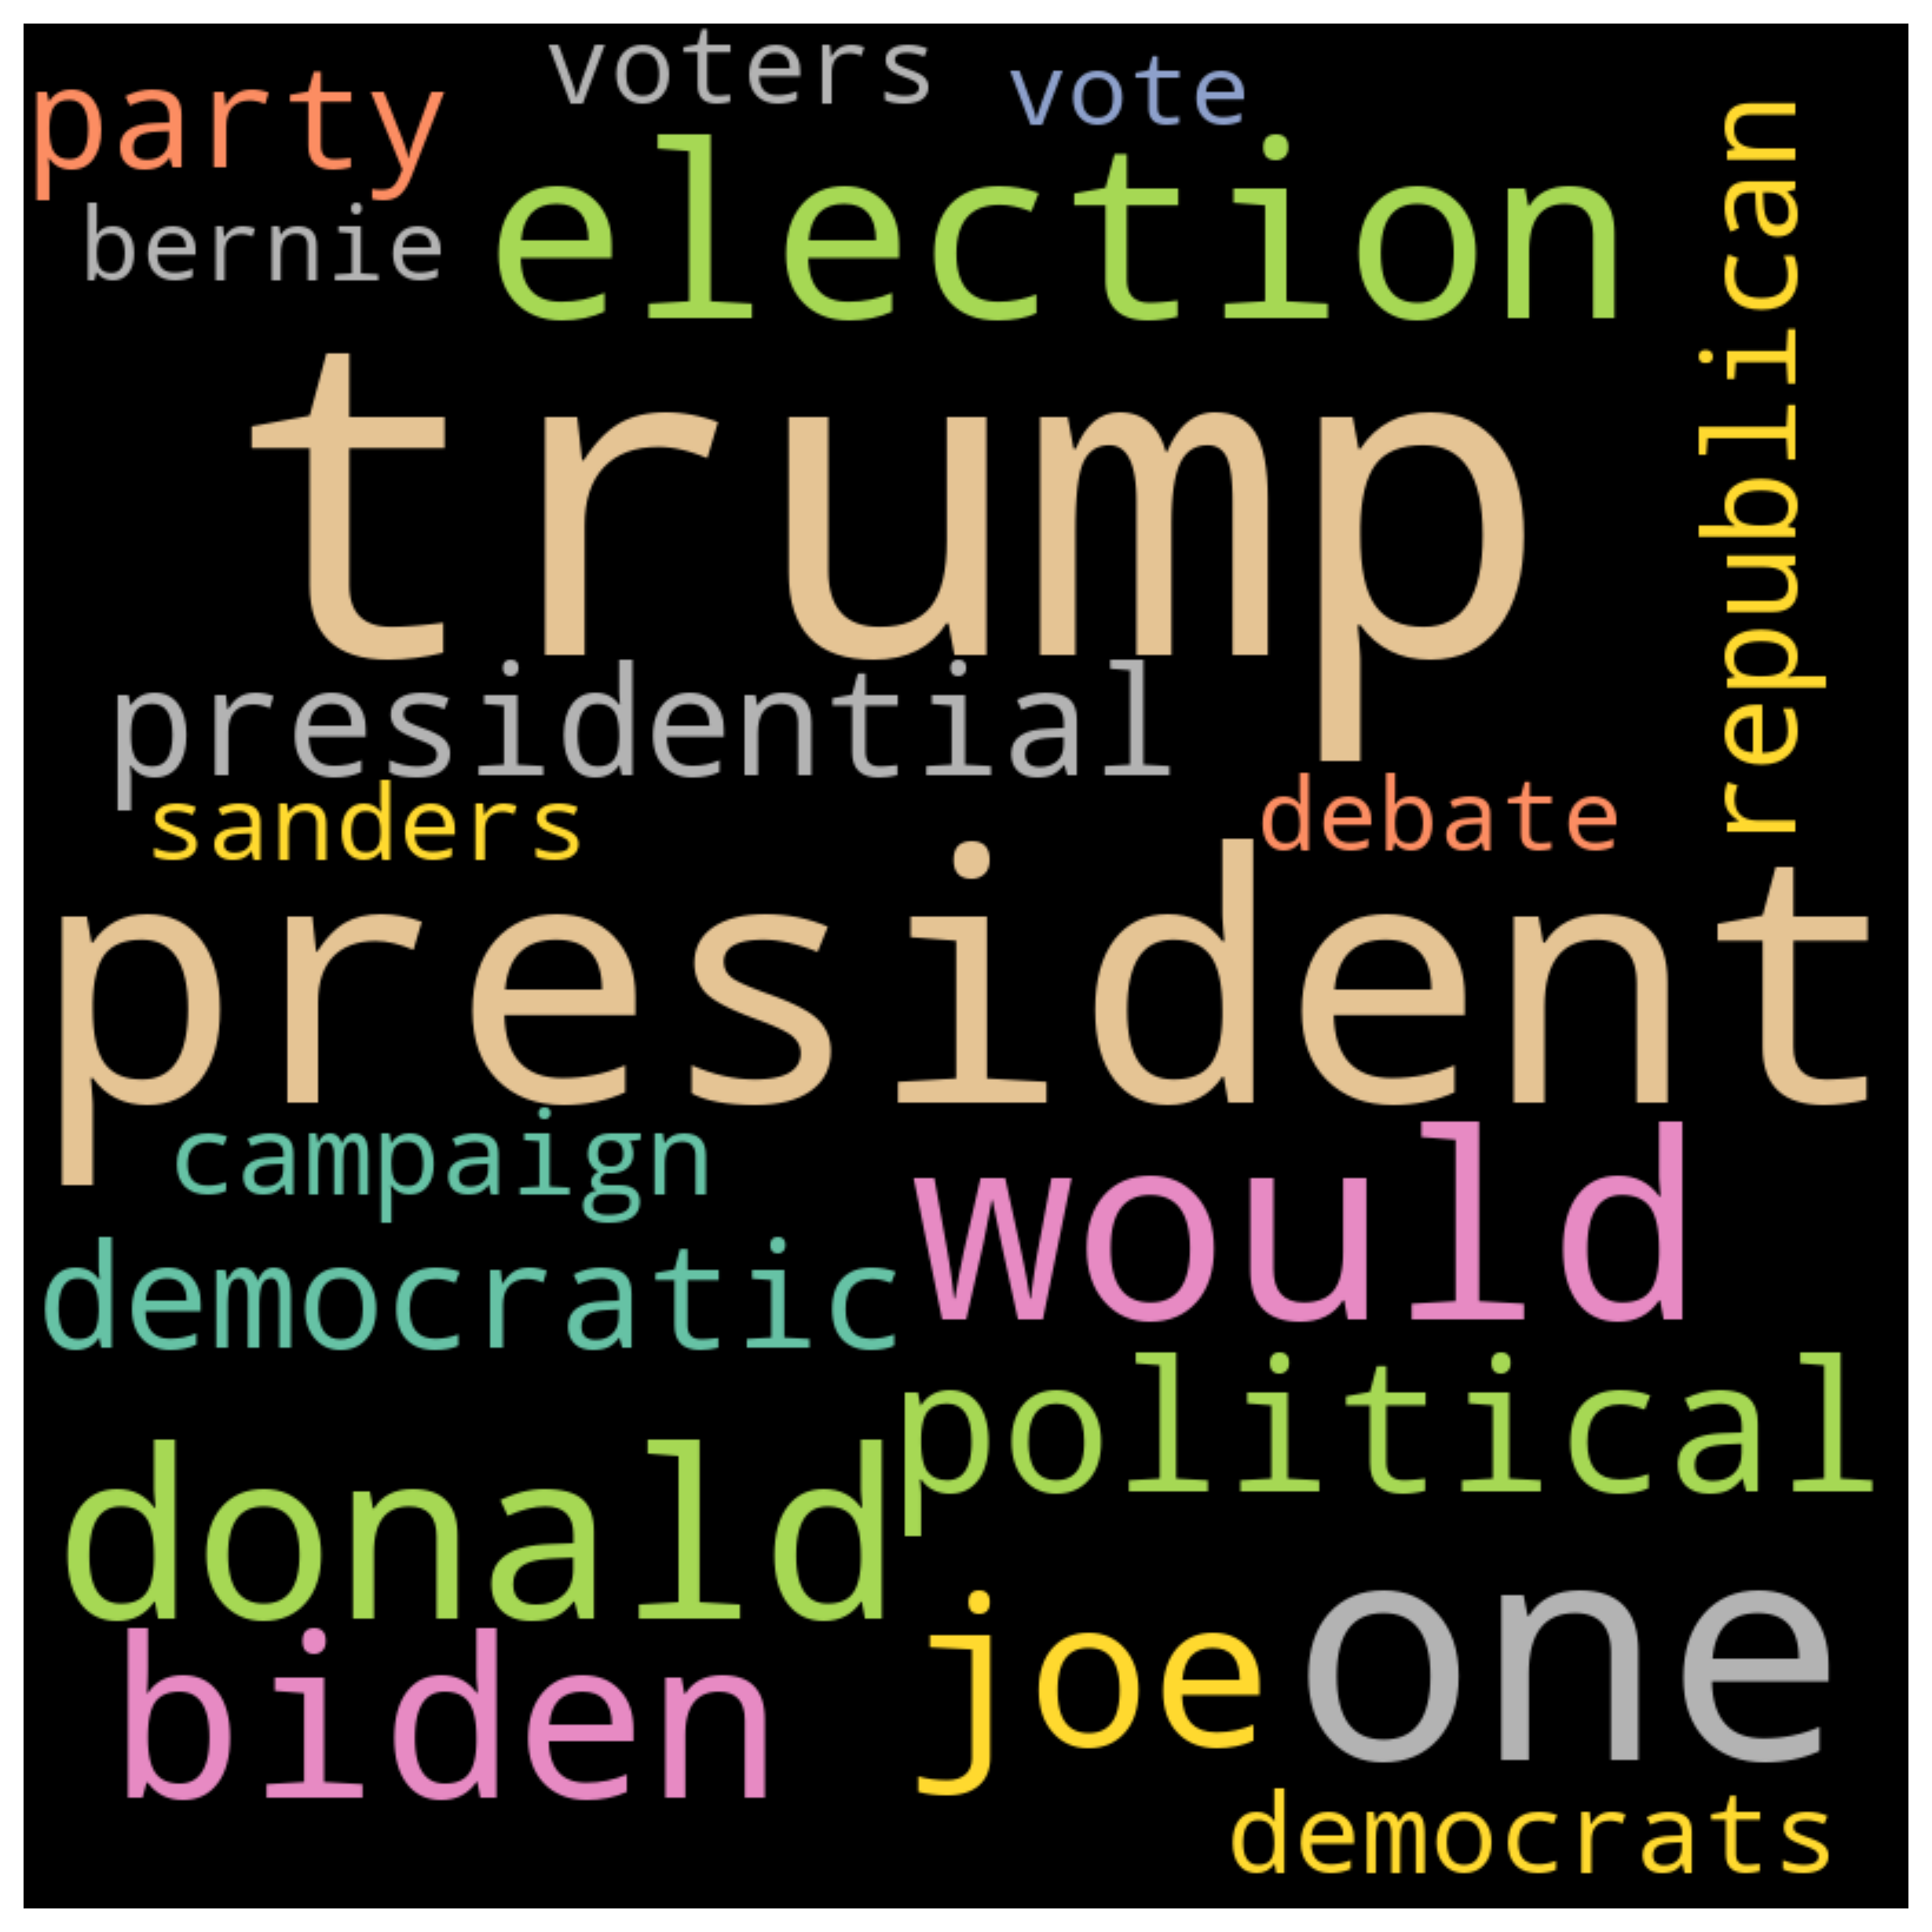 voters
vote
party
election
bernie
republican
trump
presidential
sanders
debate
president
campaign
would
democratic
political
donald
joe
one
biden
democrats